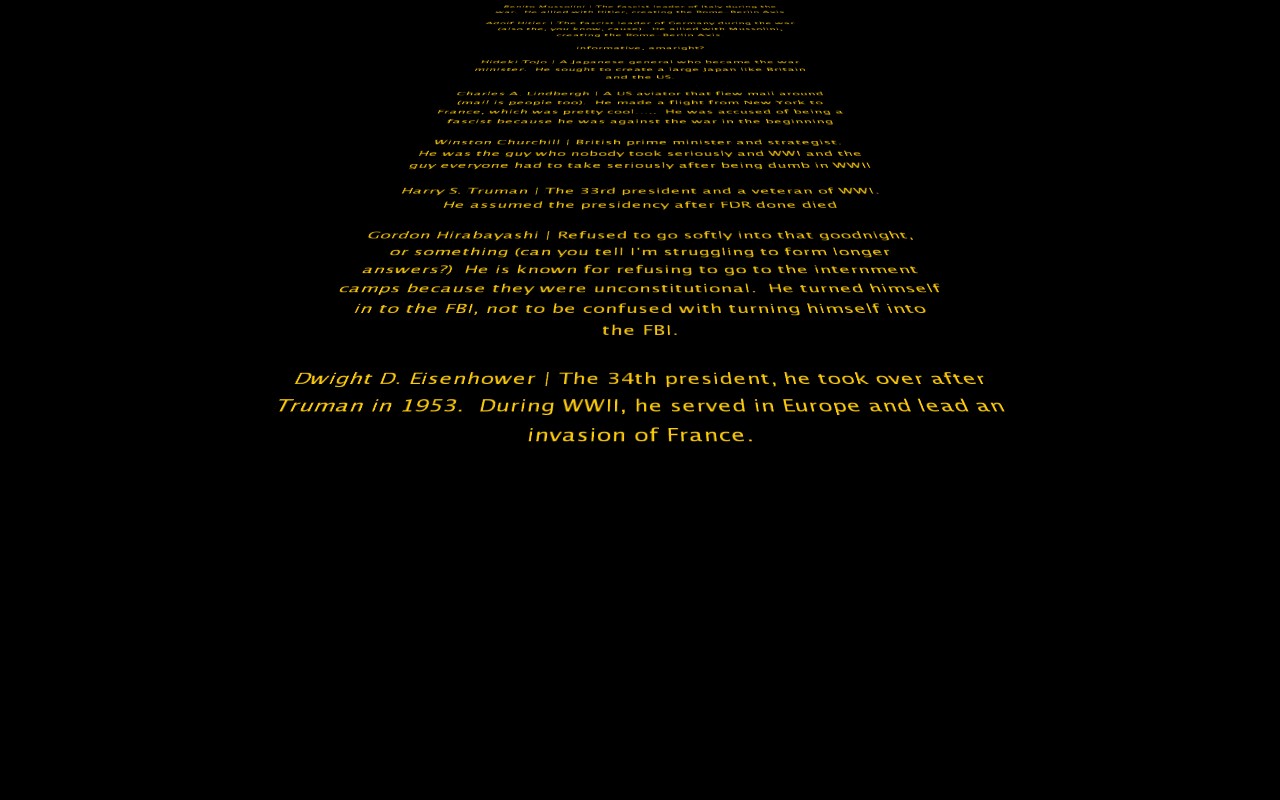 Benito Mussolini | The fascist leader of Italy during the
war. He allied with Hitler, creating the Rome Berlin Axis
Adolf Hitler | The fascist leader of Germany during the war
(also the, you know, cause). He allied with Mussolini,
creating the Rome Berlin Axis
informative, amaright?
Hideki Tojo | A Japanese general who became the war
minister. He sought to create a large Japan like Britain
and the US.
Charles A. Lindbergh | A US aviator that flew mail around
(mail is people too). He made a flight from New York to
France, which was pretty cool..... He was accused of being a
fascist because he was against the war in the beginning
Winston Churchill | British prime minister and strategist.
He was the guy who nobody took seriously and WWI and the
guy everyone had to take seriously after being dumb in WWII
Harry S. Truman | The 33rd president and a veteran of WWI.
He assumed the presidency after FDR done died
Gordon Hirabayashi | Refused to go softly into that goodnight,
or something (can you tell I'm struggling to form longer
answers?) He is known for refusing to go to the internment
camps because they were unconstitutional. He turned himself
in to the FBI, not to be confused with turning himself into
the FBI.
Dwight D. Eisenhower | The 34th president, he took over after
Truman in 1953. During WWII, he served in Europe and lead an
invasion of France.